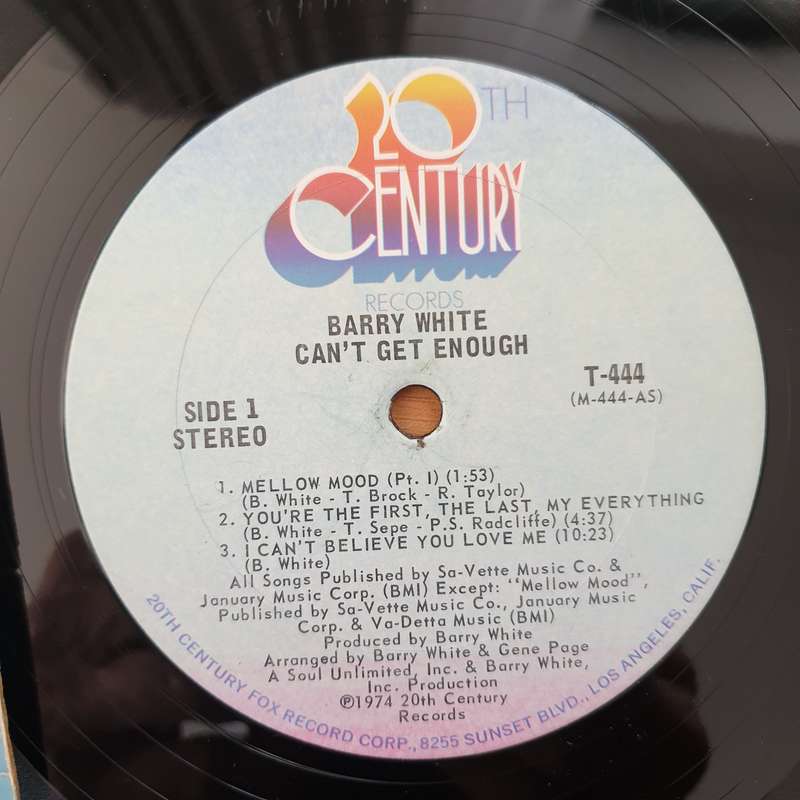 20TH
CENTURY
RECORDS
BARRY WHITE
CAN'T GET ENOUGH
T-444
(M-444-AS)
SIDE 1
STEREO
1. MELLOW MOOD (Pt. I) (1:53)
(B. White - T. Brock - R. Taylor)
2. YOU'RE THE FIRST, THE LAST, MY EVERYTHING
(B. White - T. Sepe - P.S. Radcliffe) (4:37)
3. I CAN'T BELIEVE YOU LOVE ME (10:23)
(B. White)
All Songs Published by Sa-Vette Music Co. &
January Music Corp. (BMI) Except: "Mellow Mood",
Published by Sa-Vette Music Co., January Music
Corp. & Va-Detta Music (BMI)
Produced by Barry White
Arranged by Barry White & Gene Page
A Soul Unlimited, Inc. & Barry White,
Inc. Production
℗1974 20th Century
Records
20TH CENTURY FOX RECORD CORP., 8255 SUNSET BLVD., LOS ANGELES, CALIF.